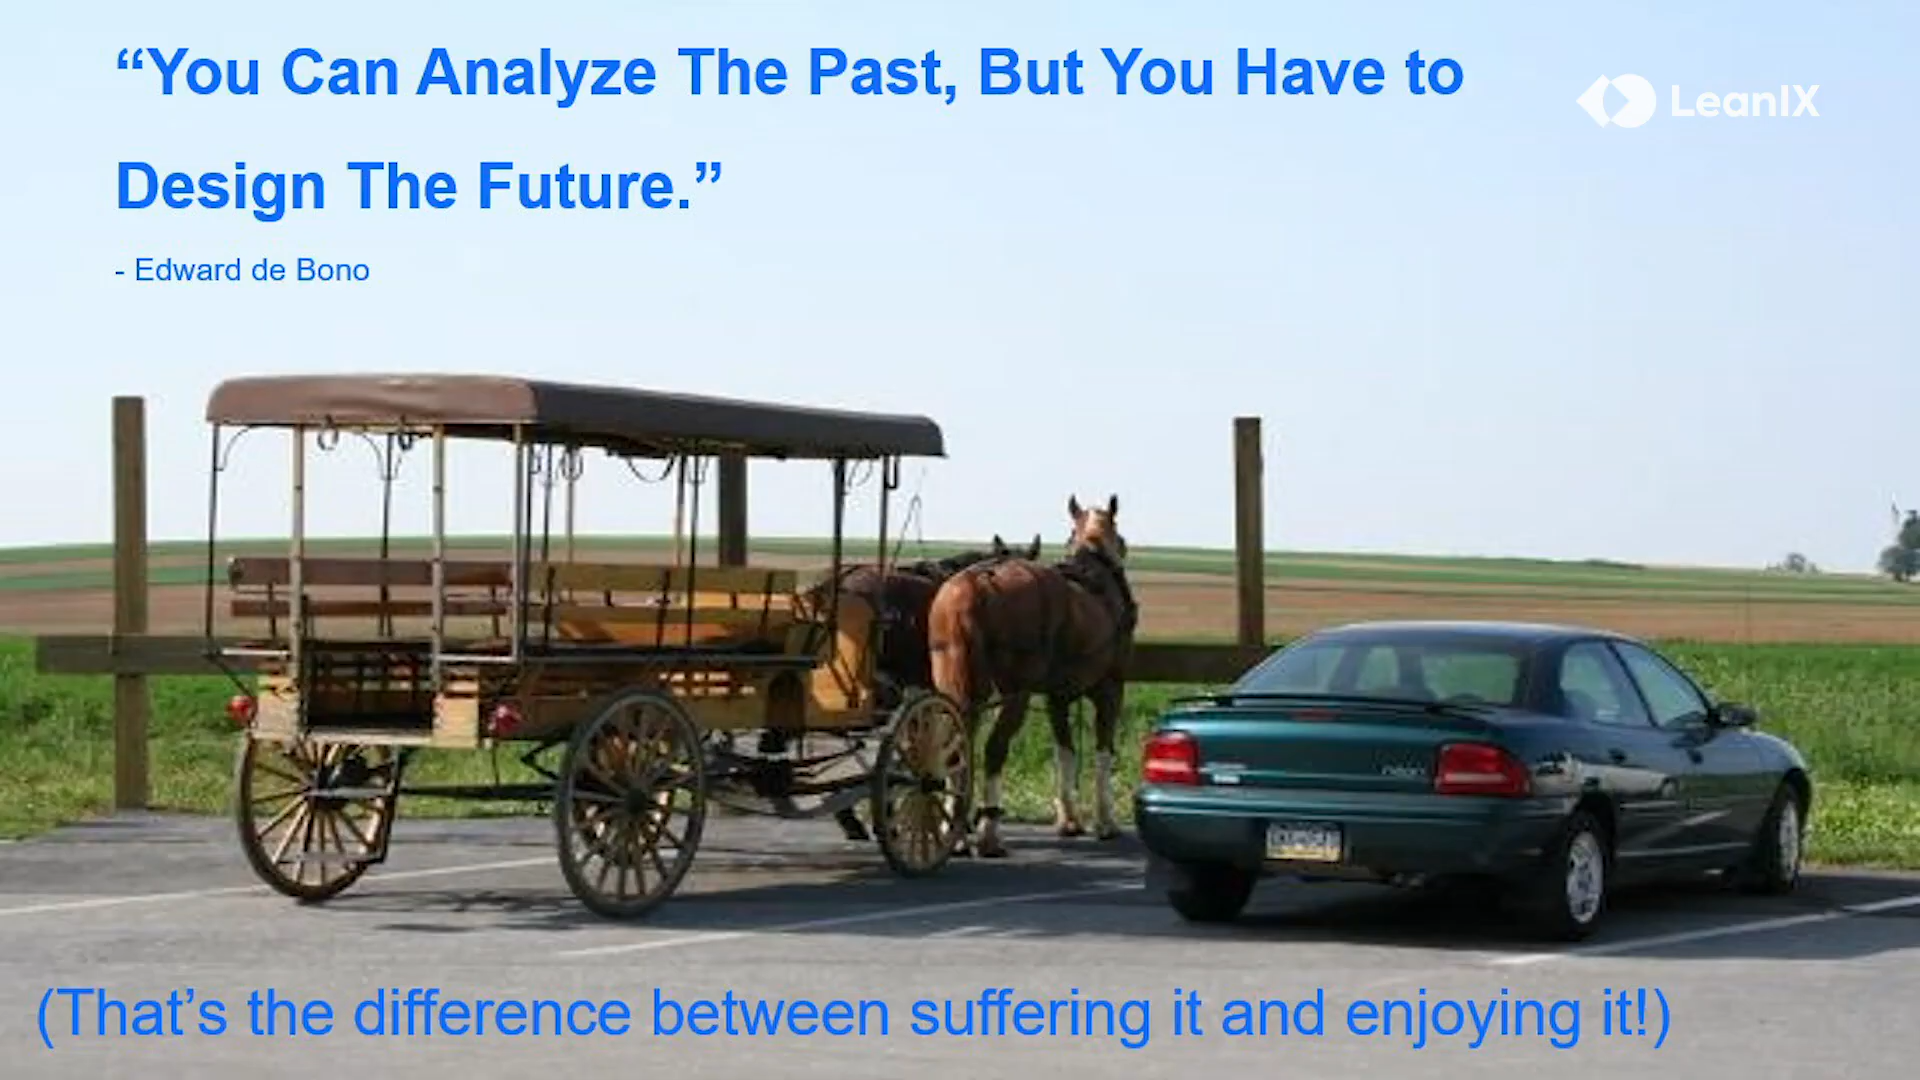 “You Can Analyze The Past, But You Have to
LeanIX
Design The Future.”
- Edward de Bono
neon
(That’s the difference between suffering it and enjoying it!)